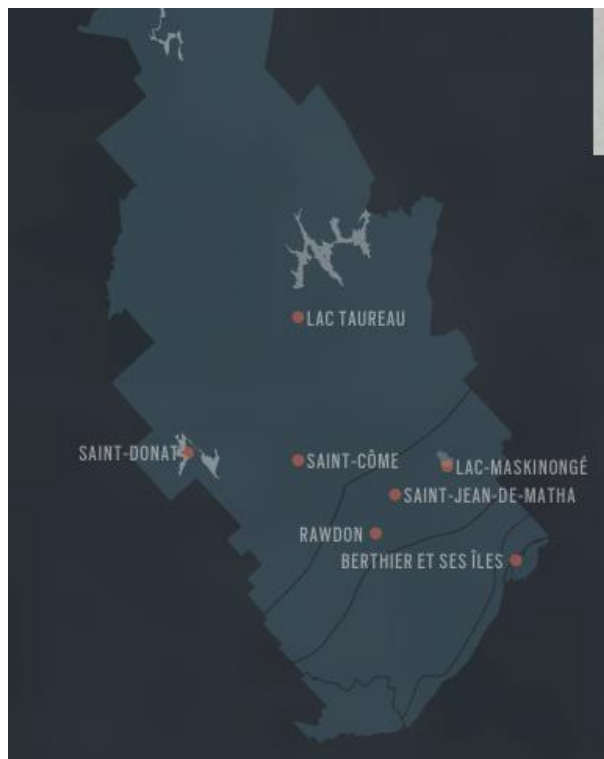 LAC TAUREAU
SAINT-DONAT
SAINT-CÔME
LAC-MASKINONGÉ
SAINT-JEAN-DE-MATHA
RAWDON
BERTHIER ET SES ÎLES